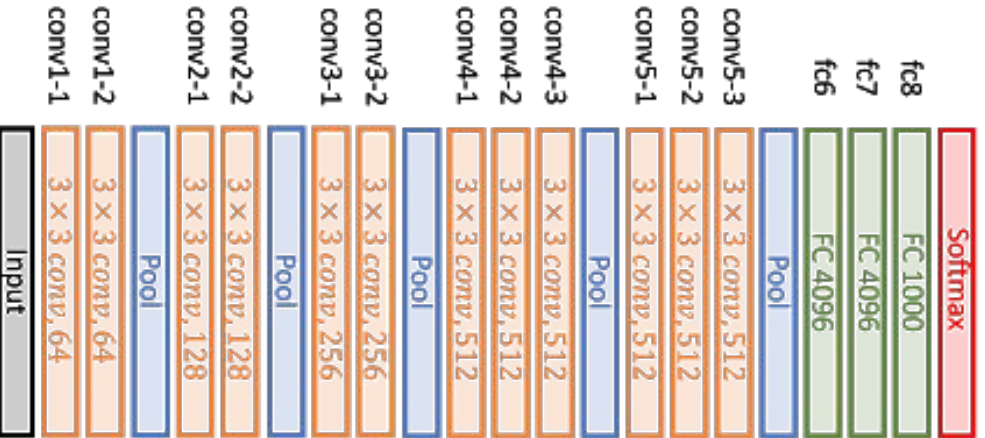 conv1-1
conv1-2
conv2-1
conv2-2
conv3-1
conv3-2
conv4-1
conv4-2
conv4-3
conv5-1
conv5-2
conv5-3
fc6
fc7
fc8
Input
3 × 3 conv, 64
3 × 3 conv, 64
Pool
3 × 3 conv, 128
3 × 3 conv, 128
Pool
3 × 3 conv, 256
3 × 3 conv, 256
Pool
3 × 3 conv, 512
3 × 3 conv, 512
3 × 3 conv, 512
Pool
3 × 3 conv, 512
3 × 3 conv, 512
3 × 3 conv, 512
Pool
FC 4096
FC 4096
FC 1000
Softmax